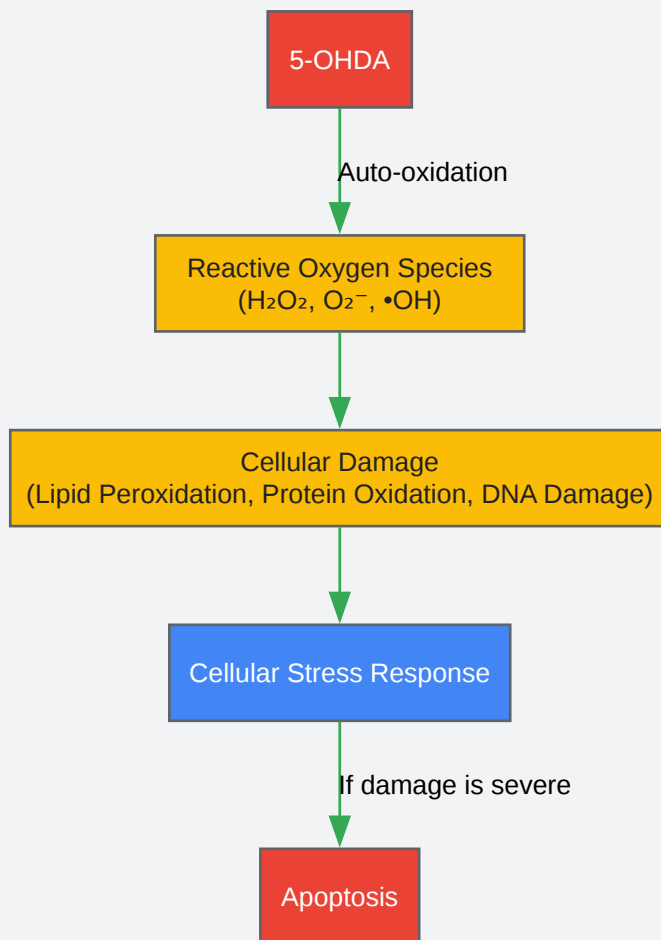 5-OHDA
Auto-oxidation
Reactive Oxygen Species
(H₂O₂, O₂⁻, •OH)
Cellular Damage
(Lipid Peroxidation, Protein Oxidation, DNA Damage)
Cellular Stress Response
If damage is severe
Apoptosis